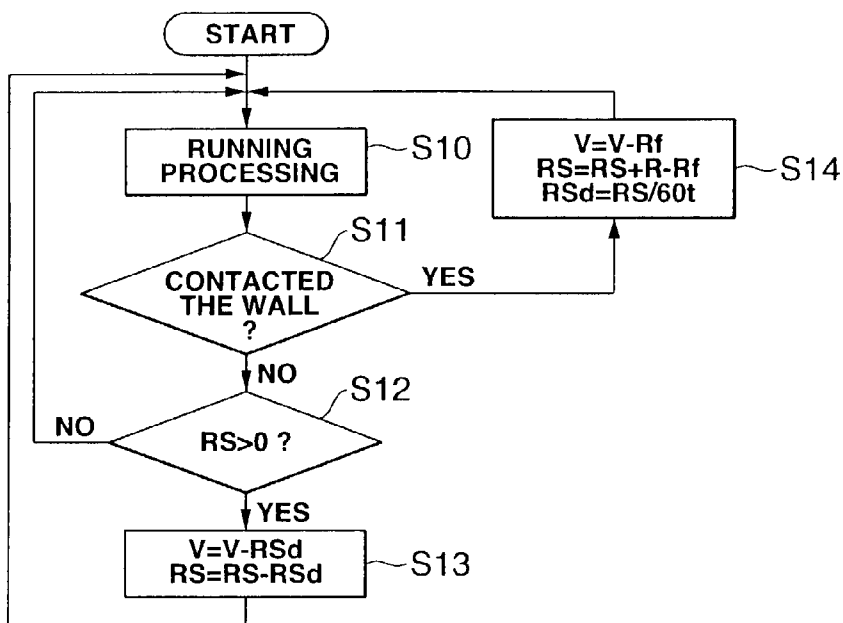 START
RUNNING
PROCESSING
S10
V=V-Rf
RS=RS+R-Rf
RSd=RS/60t
S14
S11
CONTACTED
THE WALL
?
YES
NO
S12
NO
RS>0 ?
YES
V=V-RSd
RS=RS-RSd
S13